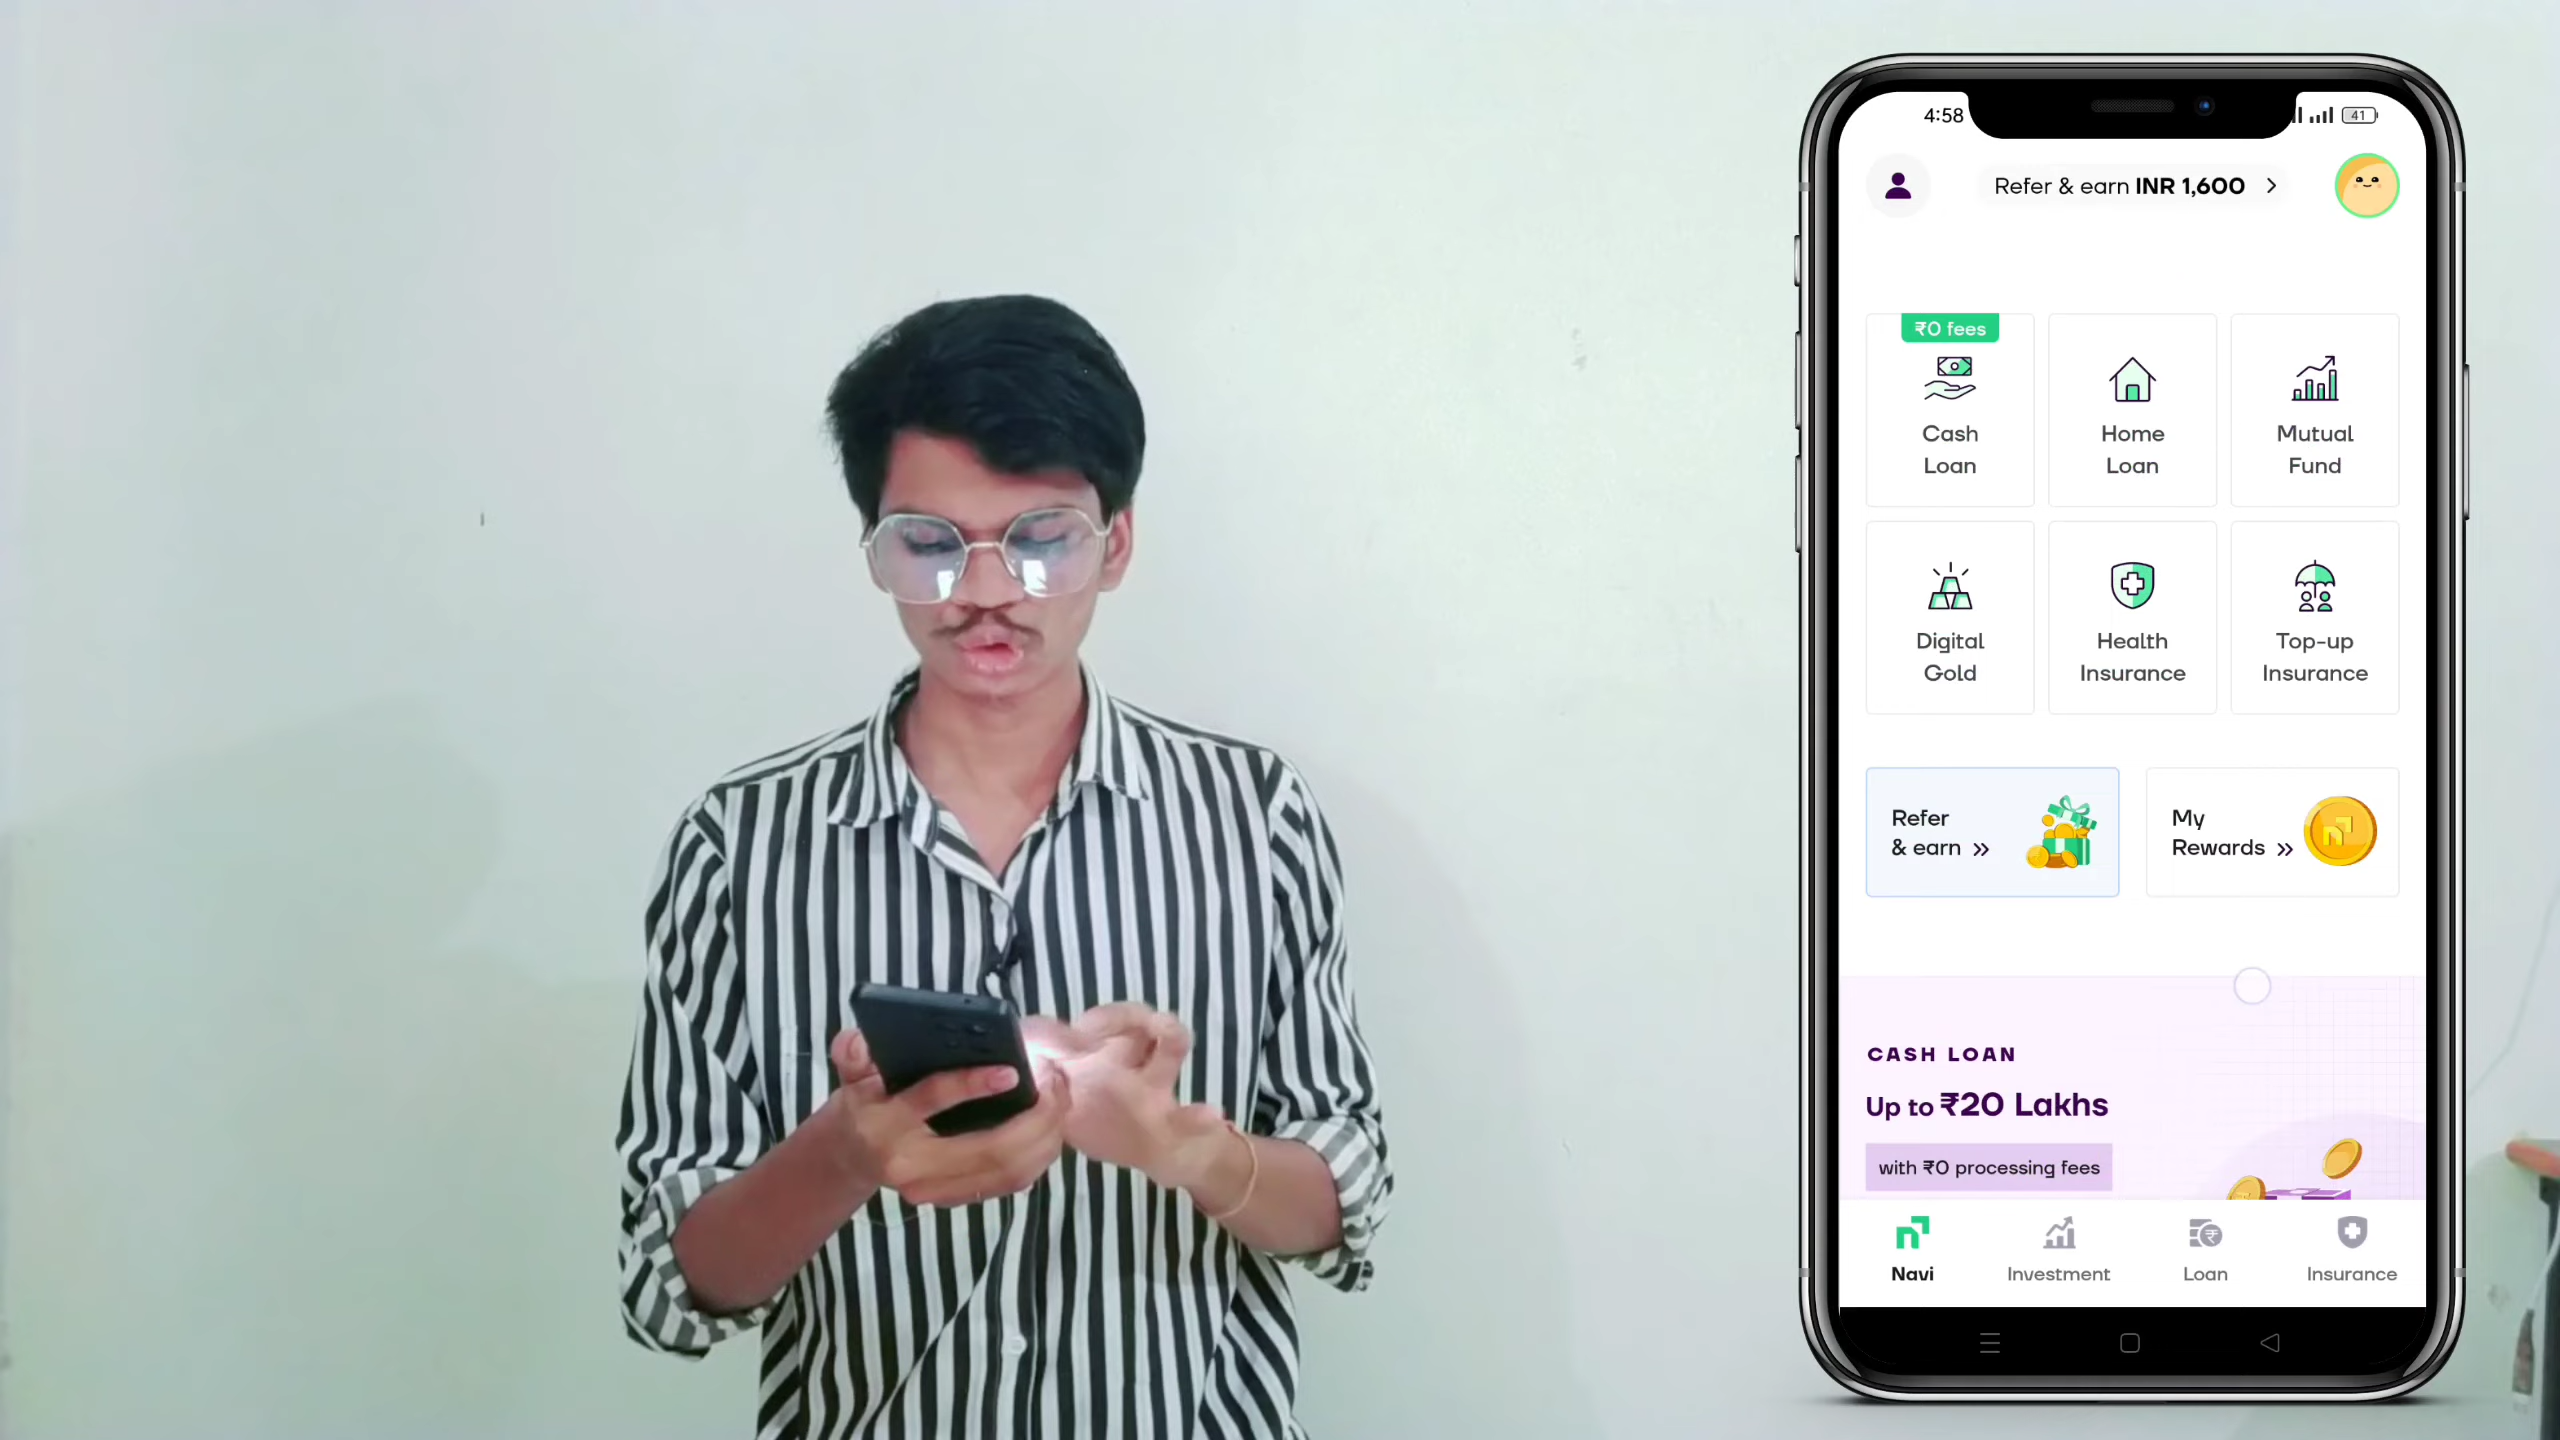 4:58
41
Refer & earn INR 1,600
₹0 fees
Cash
Loan
Home
Loan
Mutual
Fund
Digital
Gold
Health
Insurance
Top-up
Insurance
Refer
& earn »
My
Rewards »
CASH LOAN
Up to ₹20 Lakhs
with ₹0 processing fees
Navi
Investment
Loan
Insurance